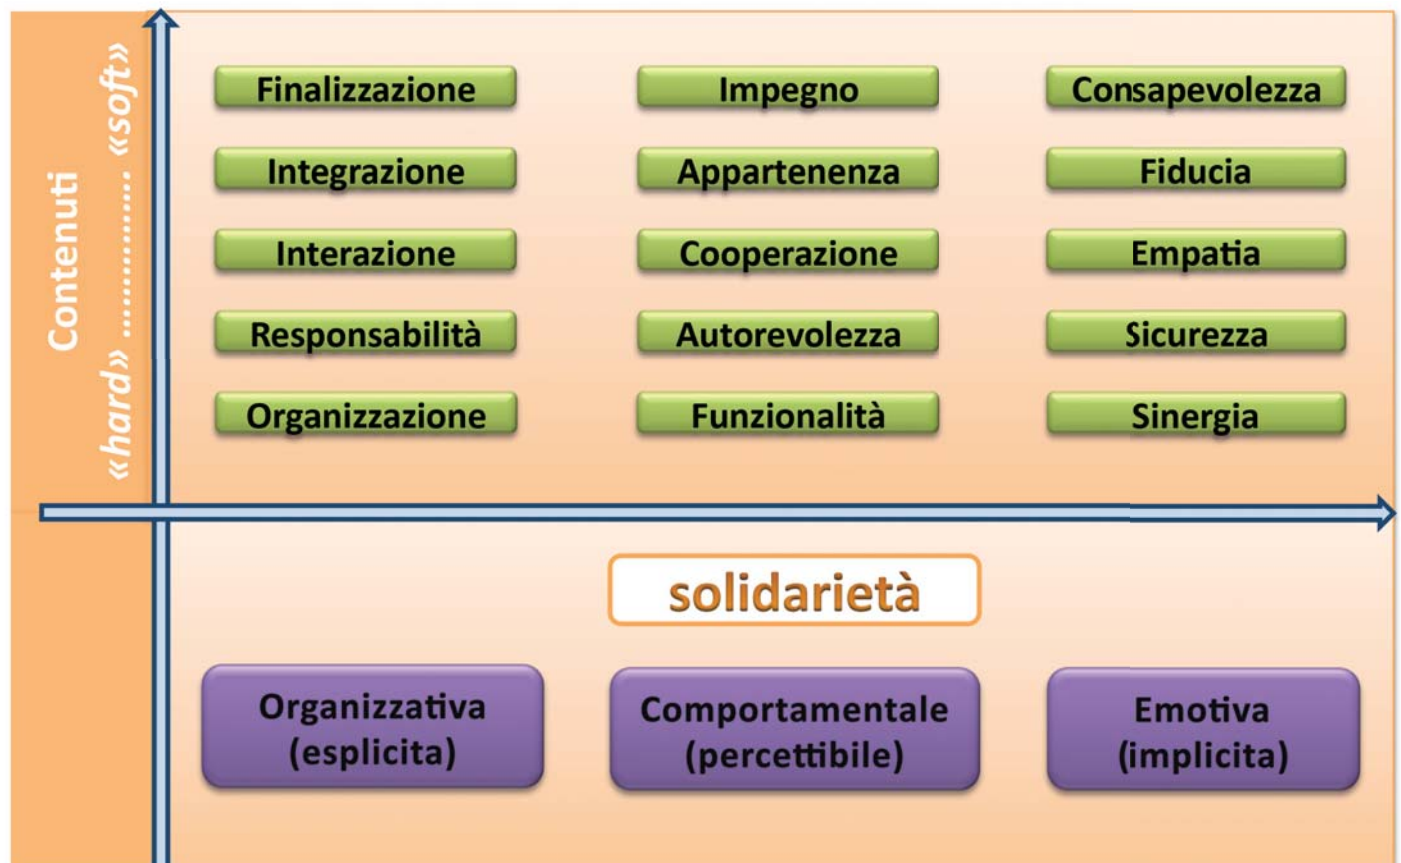 Contenuti
«hard» ............... «soft»
Finalizzazione
Impegno
Consapevolezza
Integrazione
Appartenenza
Fiducia
Interazione
Cooperazione
Empatia
Responsabilità
Autorevolezza
Sicurezza
Organizzazione
Funzionalità
Sinergia
solidarietà
Organizzativa
(esplicita)
Comportamentale
(percettibile)
Emotiva
(implicita)